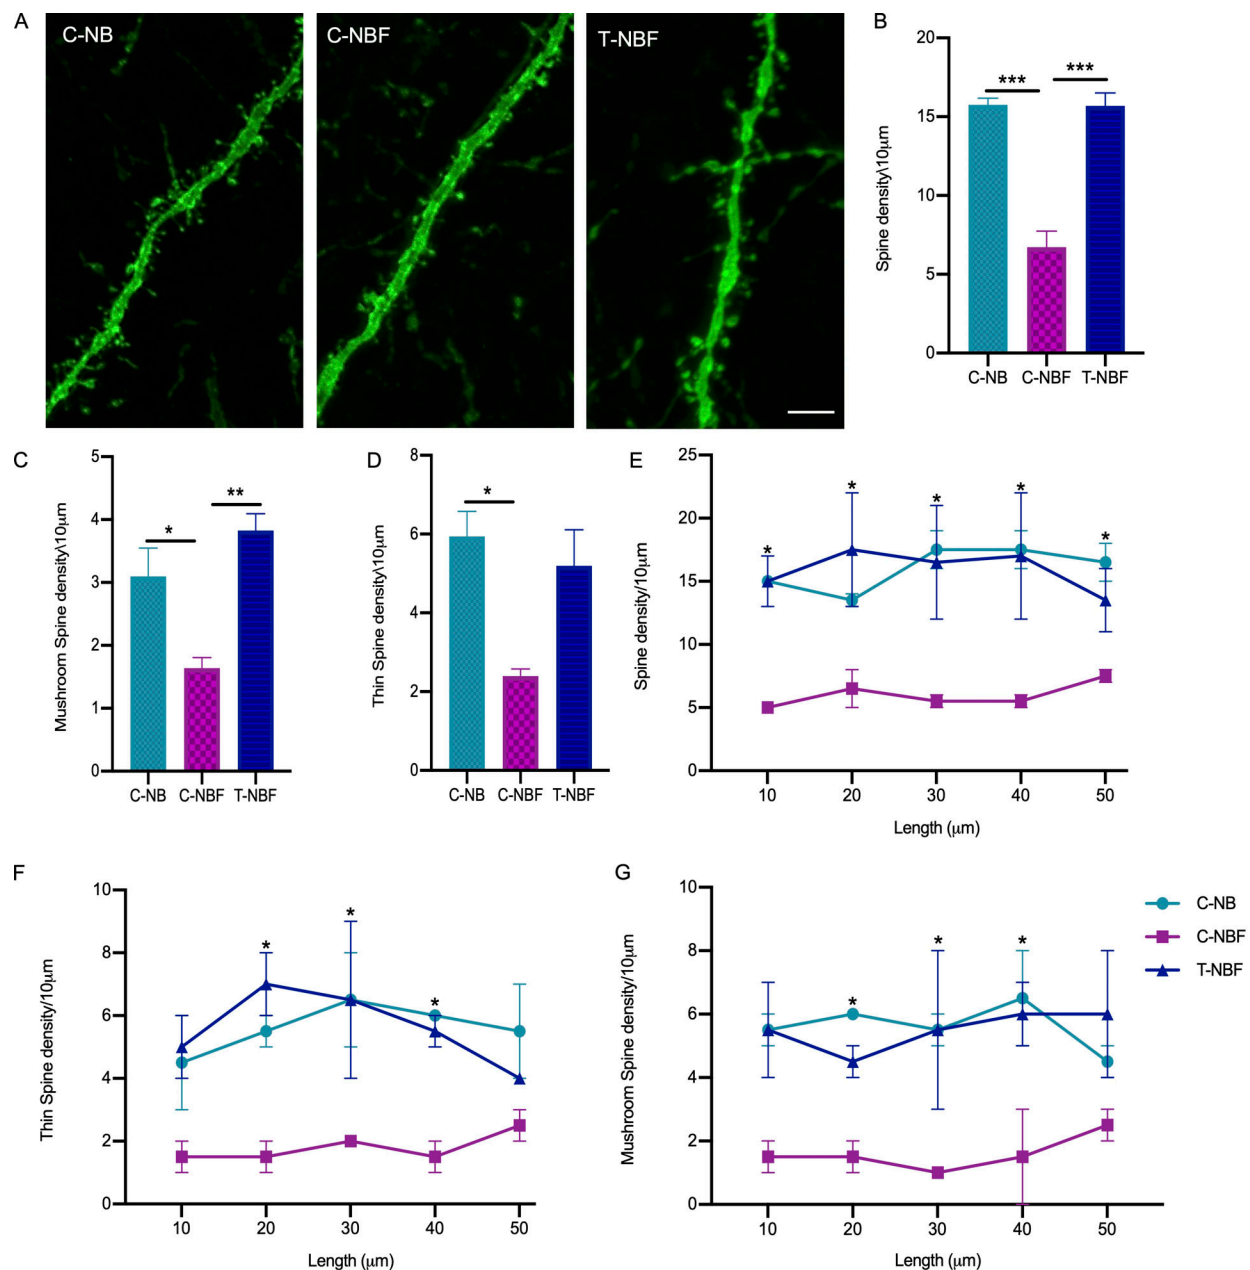 A
C-NB
C-NBF
T-NBF
B
Spine density\10μm
20
15
10
5
0
***
***
C-NB
C-NBF
T-NBF
C
Mushroom Spine density\10μm
5
4
3
2
1
0
*
**
C-NB
C-NBF
T-NBF
D
Thin Spine density\10μm
8
6
4
2
0
*
C-NB
C-NBF
T-NBF
E
Spine density/10μm
25
20
15
10
5
0
*
*
*
*
*
10
20
30
40
50
Length (μm)
F
Thin Spine density/10μm
10
8
6
4
2
0
*
*
*
10
20
30
40
50
Length (μm)
G
Mushroom Spine density/10μm
10
8
6
4
2
0
*
*
*
10
20
30
40
50
Length (μm)
C-NB
C-NBF
T-NBF